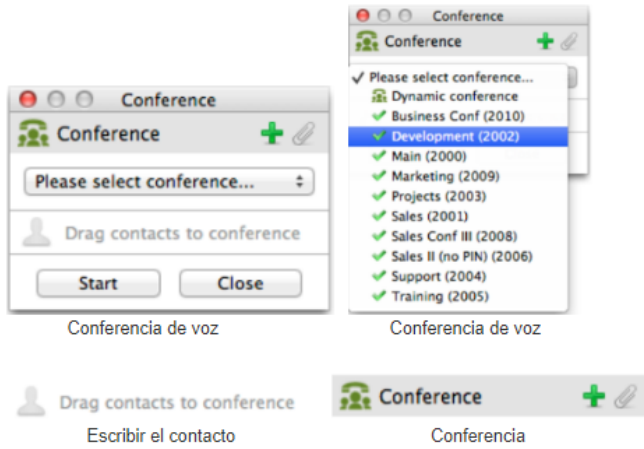 Conference
Conference
Please select conference...
Drag contacts to conference
Start
Close
Conferencia de voz
Conference
Conference
Please select conference...
Dynamic conference
Business Conf (2010)
Development (2002)
Main (2000)
Marketing (2009)
Projects (2003)
Sales (2001)
Sales Conf III (2008)
Sales II (no PIN) (2006)
Support (2004)
Training (2005)
Conferencia de voz
Drag contacts to conference
Escribir el contacto
Conference
Conferencia